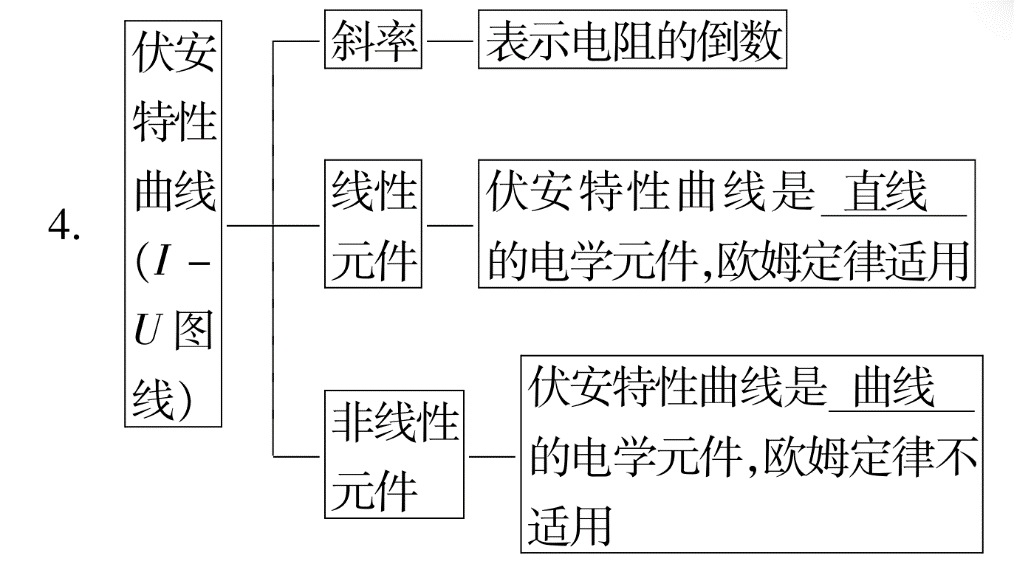 4.
伏安
特性
曲线
(I－
U图
线)
斜率
表示电阻的倒数
线性
元件
伏安特性曲线是 直线
的电学元件,欧姆定律适用
非线性
元件
伏安特性曲线是 曲线
的电学元件,欧姆定律不
适用